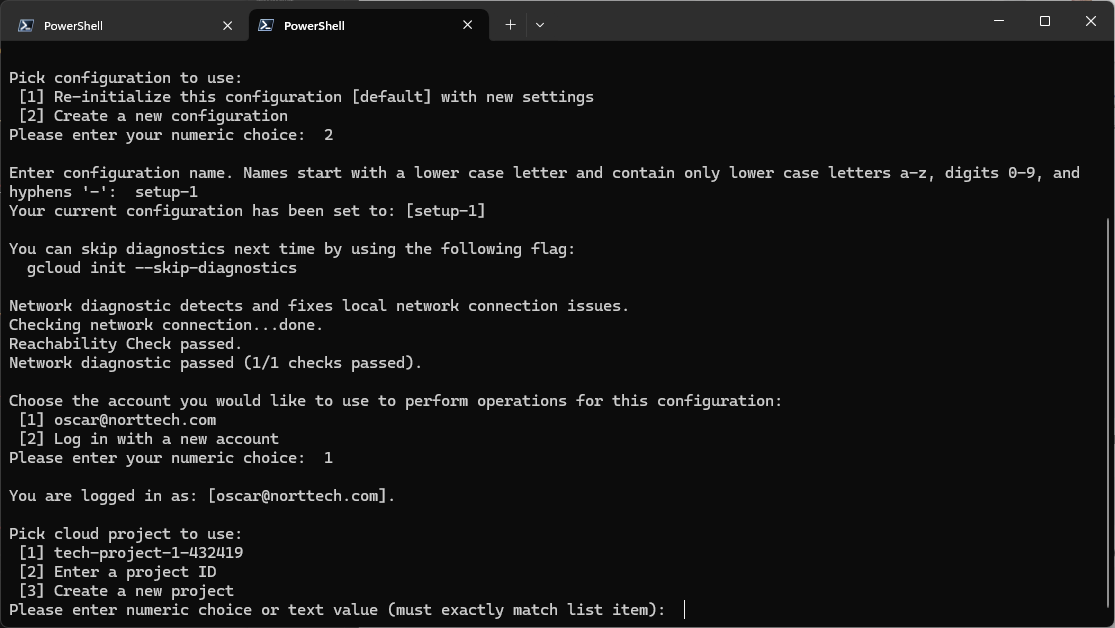 PowerShell
PowerShell
Pick configuration to use:
[1] Re-initialize this configuration [default] with new settings
[2] Create a new configuration
Please enter your numeric choice:  2
Enter configuration name. Names start with a lower case letter and contain only lower case letters a-z, digits 0-9, and
hyphens '-':  setup-1
Your current configuration has been set to: [setup-1]
You can skip diagnostics next time by using the following flag:
gcloud init --skip-diagnostics
Network diagnostic detects and fixes local network connection issues.
Checking network connection...done.
Reachability Check passed.
Network diagnostic passed (1/1 checks passed).
Choose the account you would like to use to perform operations for this configuration:
[1] oscar@norttech.com
[2] Log in with a new account
Please enter your numeric choice:  1
You are logged in as: [oscar@norttech.com].
Pick cloud project to use:
[1] tech-project-1-432419
[2] Enter a project ID
[3] Create a new project
Please enter numeric choice or text value (must exactly match list item):